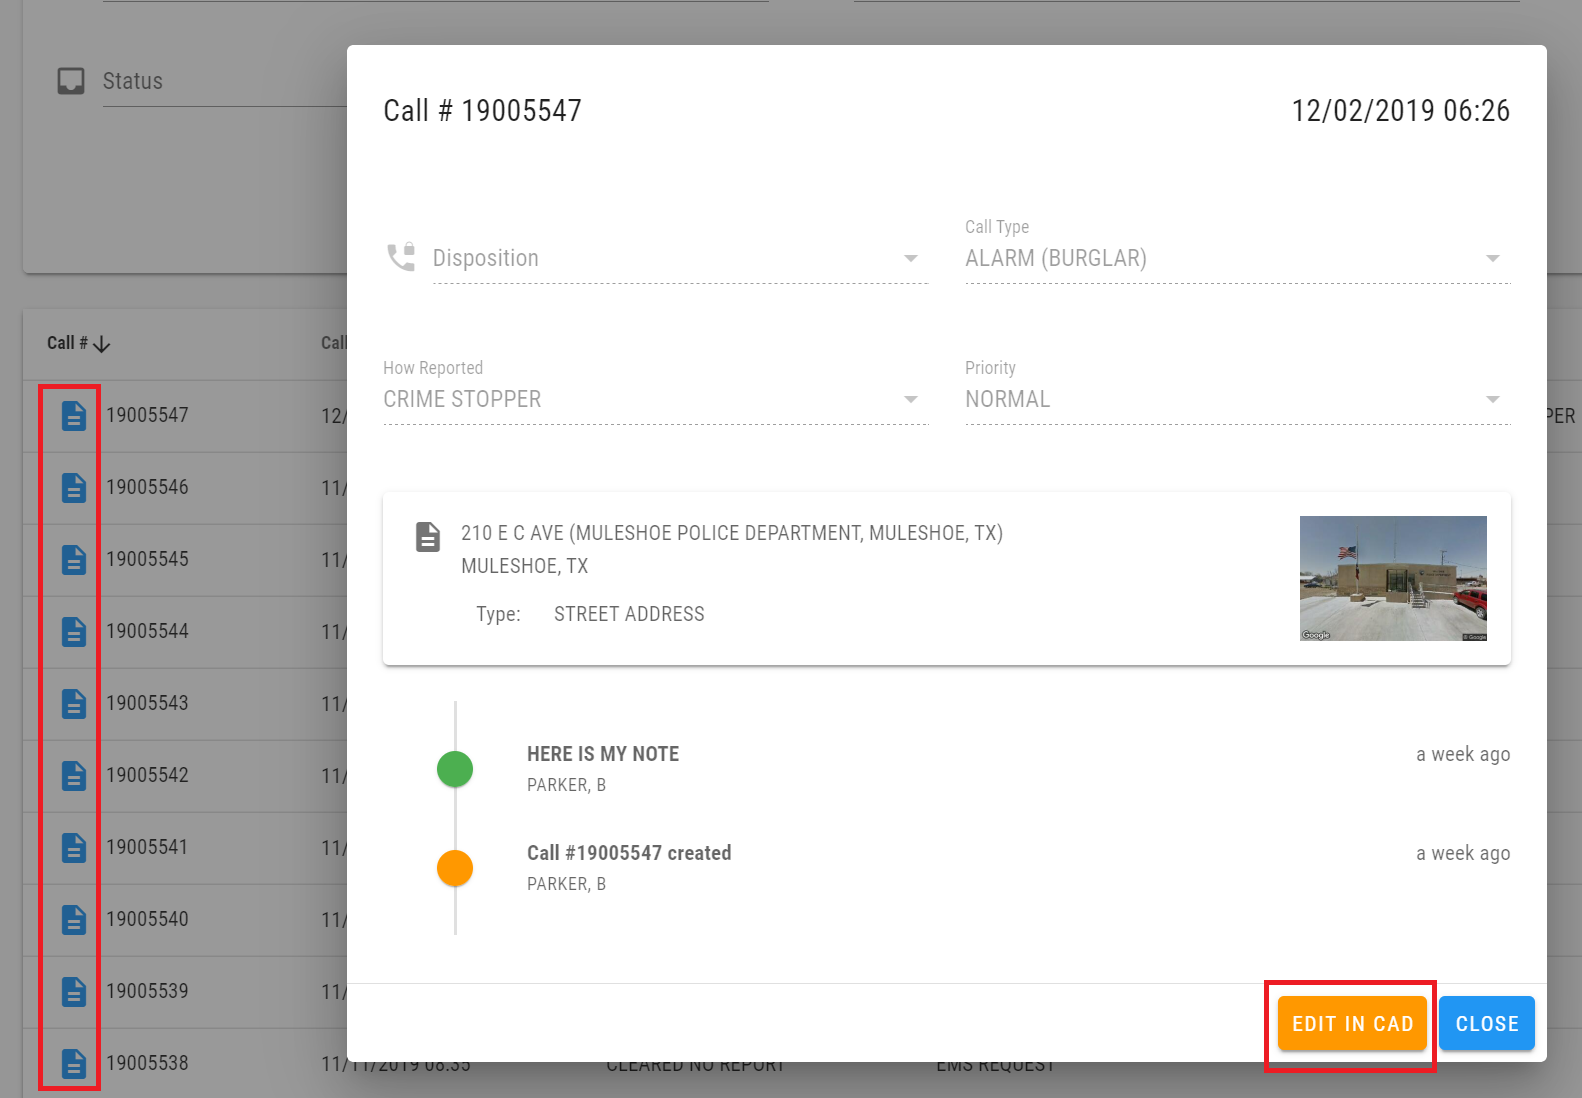 Status
Call # 19005547
12/02/2019 06:26
Disposition
Call Type
ALARM (BURGLAR)
How Reported
CRIME STOPPER
Priority
NORMAL
210 E C AVE (MULESHOE POLICE DEPARTMENT, MULESHOE, TX)
MULESHOE, TX
Type: STREET ADDRESS
Google
© Google
HERE IS MY NOTE
a week ago
PARKER, B
Call #19005547 created
a week ago
PARKER, B
EDIT IN CAD
CLOSE
Call #
Call
19005547 12/ PER
19005546 11/
19005545 11/
19005544 11/
19005543 11/
19005542 11/
19005541 11/
19005540 11/
19005539 11/
19005538 11/11/2019 08:35 CLEARED NO REPORT EMS REQUEST